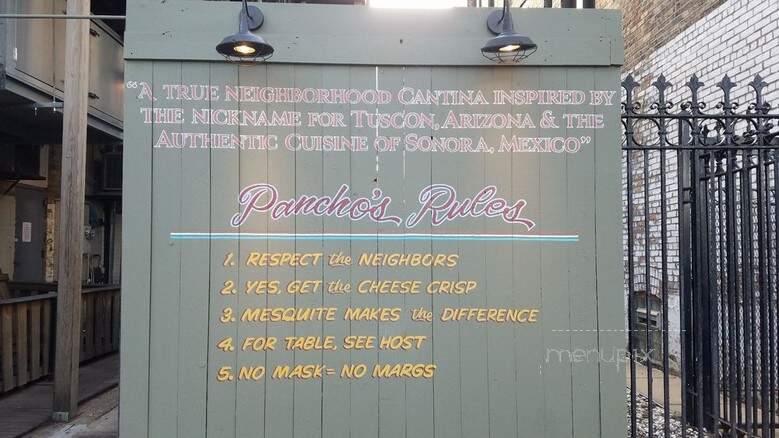 “A TRUE NEIGHBORHOOD CANTINA INSPIRED BY
THE NICKNAME FOR TUSCON, ARIZONA & THE
AUTHENTIC CUISINE OF SONORA, MEXICO”
Pancho's Rules
1. RESPECT the NEIGHBORS
2. YES, GET the CHEESE CRISP
3. MESQUITE MAKES the DIFFERENCE
4. FOR TABLE, SEE HOST
5. NO MASK = NO MARGS
menupix